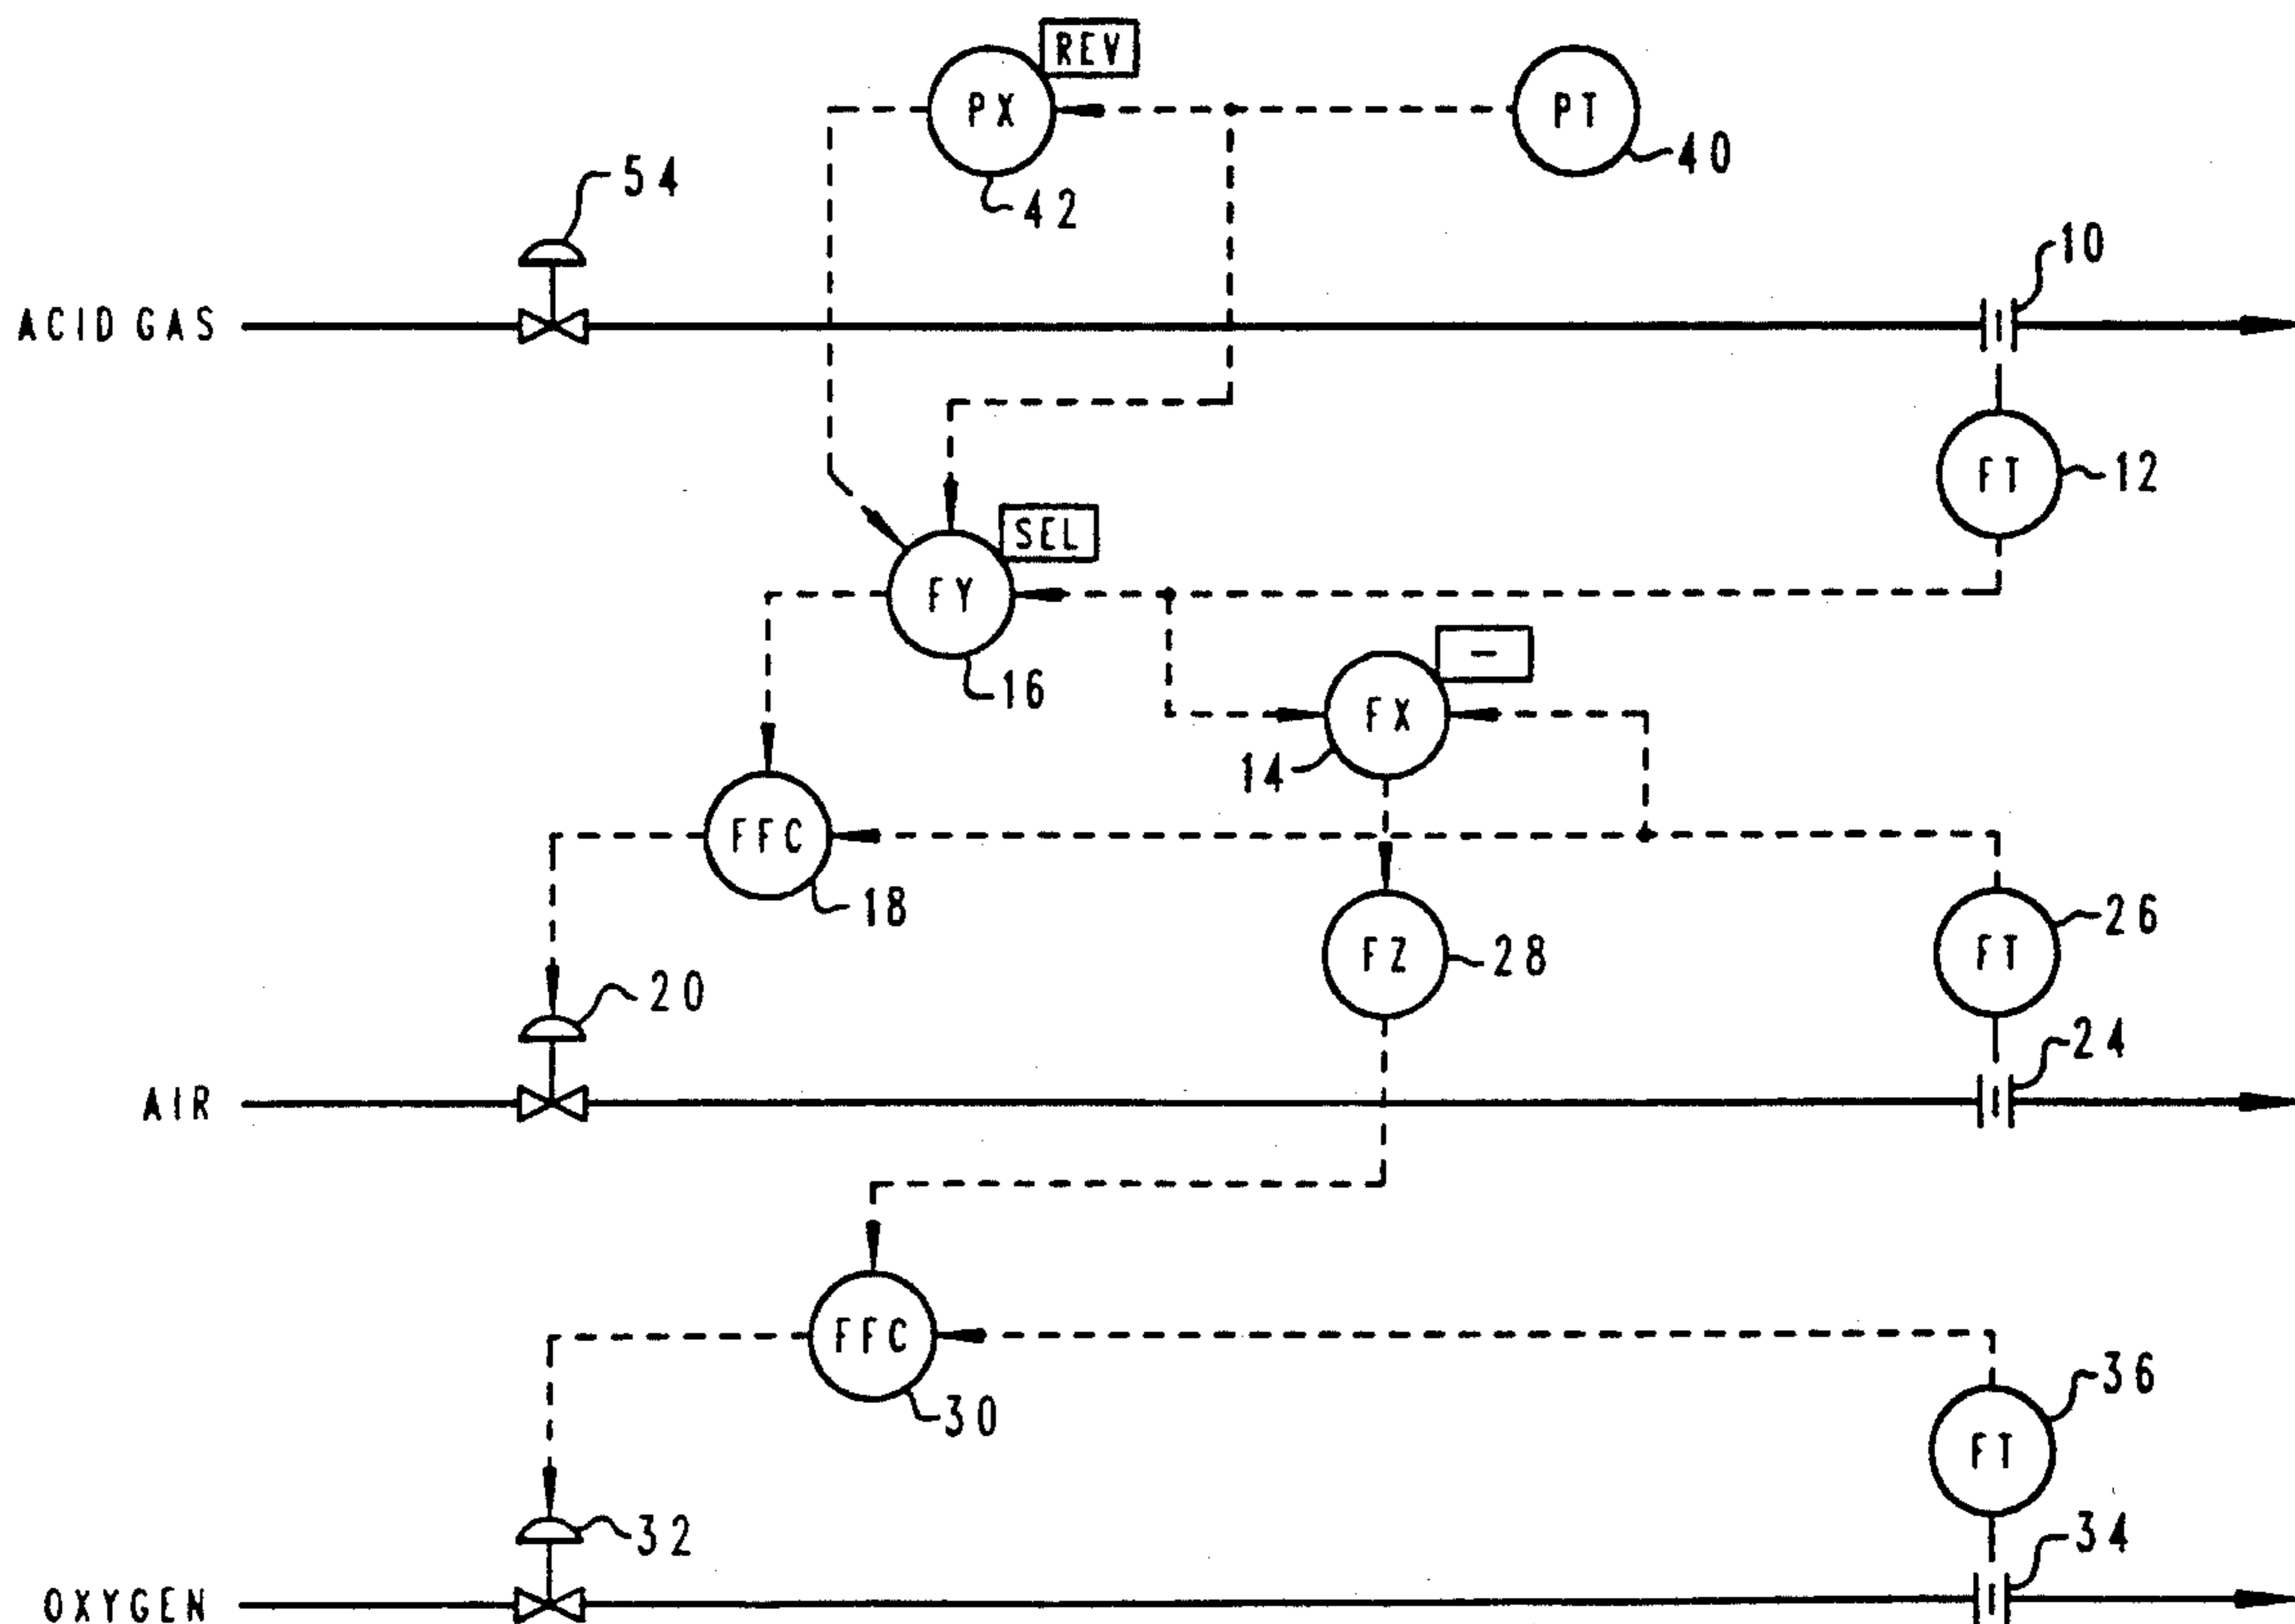 REV
PX
PT
40
42
54
10
ACID GAS
FT
12
SEL
FY
16
-
FX
14
FFC
18
26
FT
FZ
28
20
24
AIR
FFC
30
36
FT
32
34
OXYGEN